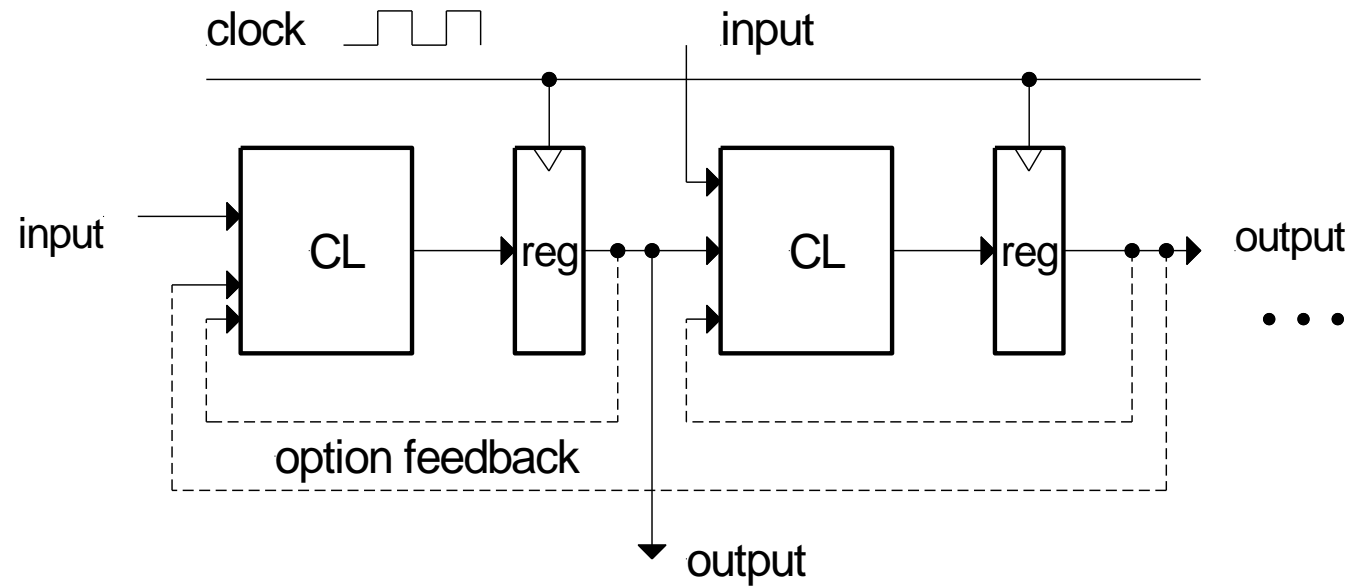 clock
input
input
CL
reg
CL
reg
output
option feedback
output